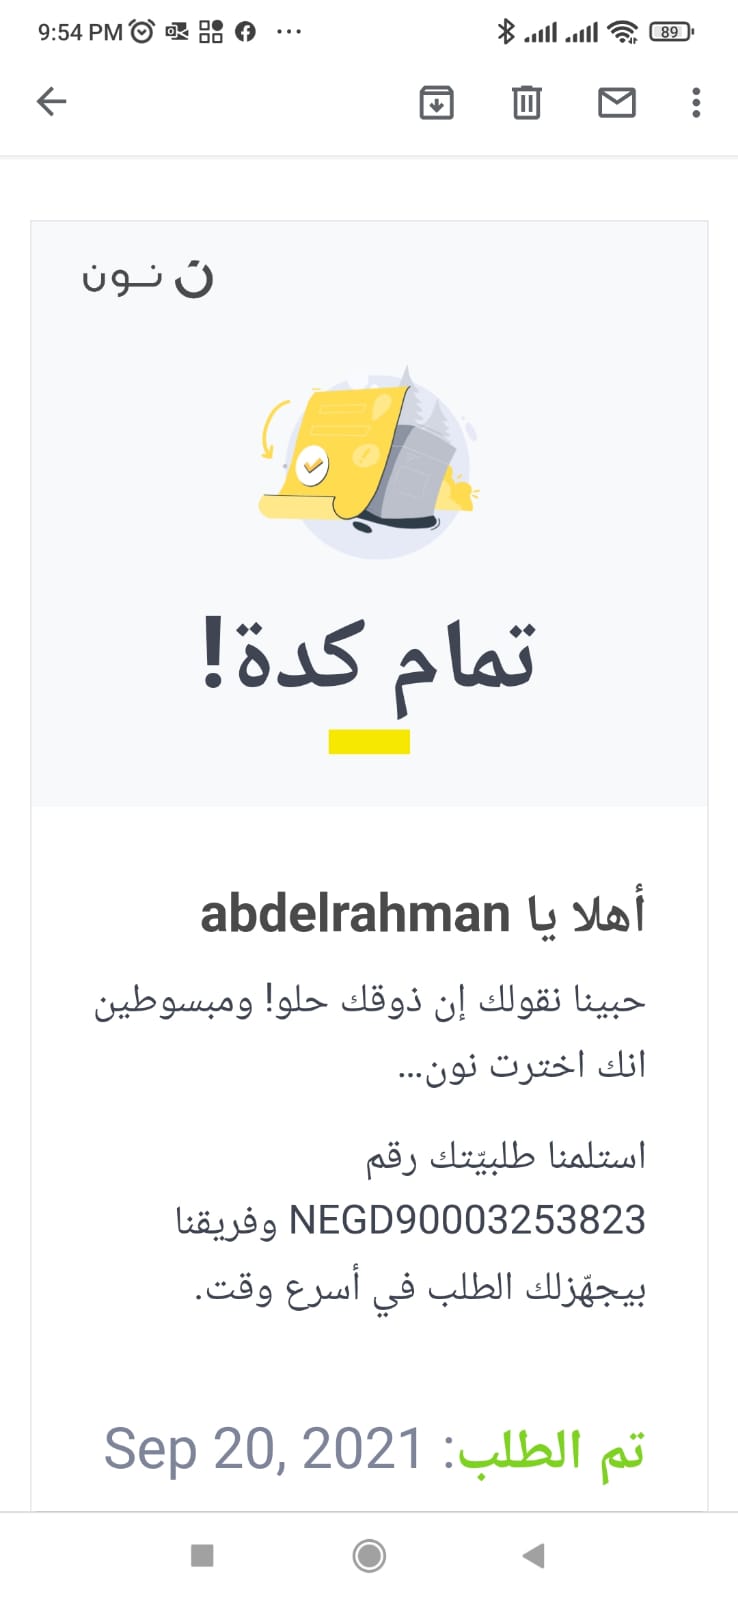 9:54 PM
89
نون
تمام كدة!
أهلا يا abdelrahman
حبينا نقولك إن ذوقك حلو! ومبسوطين
انك اخترت نون...
استلمنا طلبيّتك رقم
NEGD90003253823 وفريقنا
بيجهّزلك الطلب في أسرع وقت.
تم الطلب: Sep 20, 2021